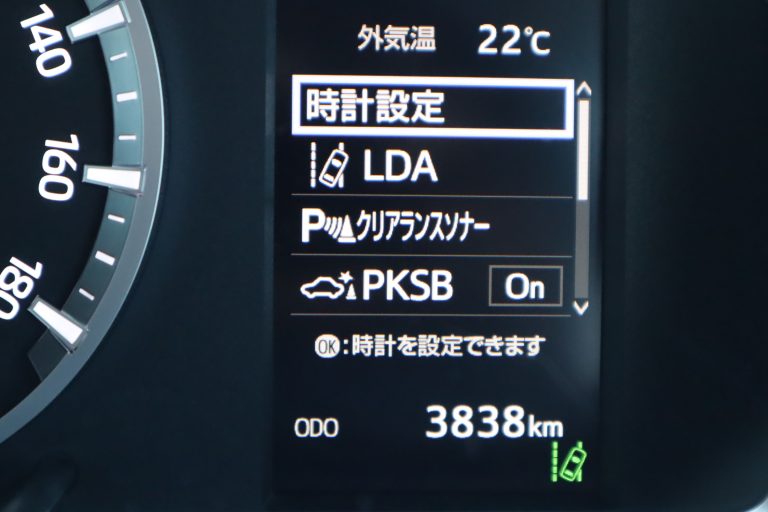 140
160
180
外気温 22℃
時計設定
LDA
P クリアランスソナー
PKSB On
OK:時計を設定できます
ODO 3838km